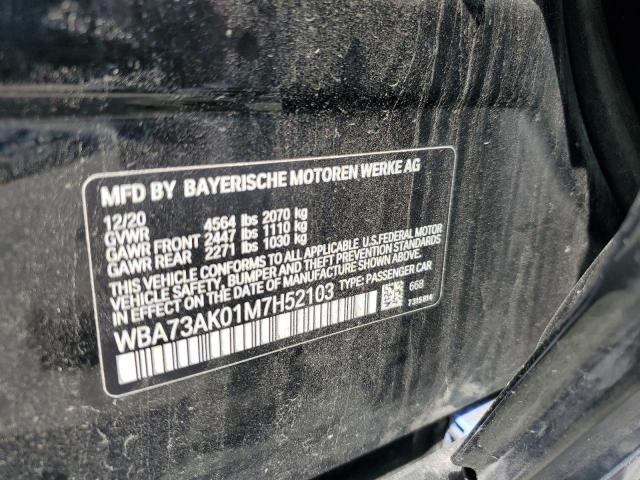 MFD BY BAYERISCHE MOTOREN WERKE AG
12/20
GVWR 4564 lbs 2070 kg
GAWR FRONT 2447 lbs 1110 kg
GAWR REAR 2271 lbs 1030 kg
THIS VEHICLE CONFORMS TO ALL APPLICABLE U.S. FEDERAL MOTOR
VEHICLE SAFETY, BUMPER AND THEFT PREVENTION STANDARDS
IN EFFECT ON THE DATE OF MANUFACTURE SHOWN ABOVE.
WBA73AK01M7H52103 TYPE: PASSENGER CAR
668
7315814